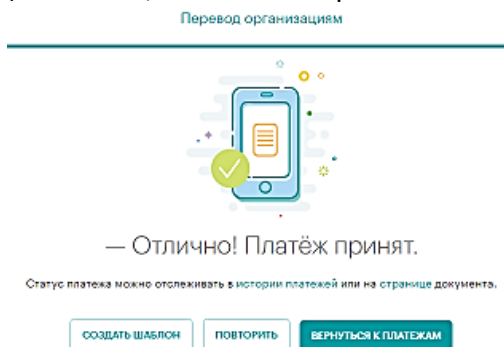 Перевод организациям
— Отлично! Платёж принят.
Статус платежа можно отслеживать в истории платежей или на странице документа.
СОЗДАТЬ ШАБЛОН ПОВТОРИТЬ ВЕРНУТЬСЯ К ПЛАТЕЖАМ